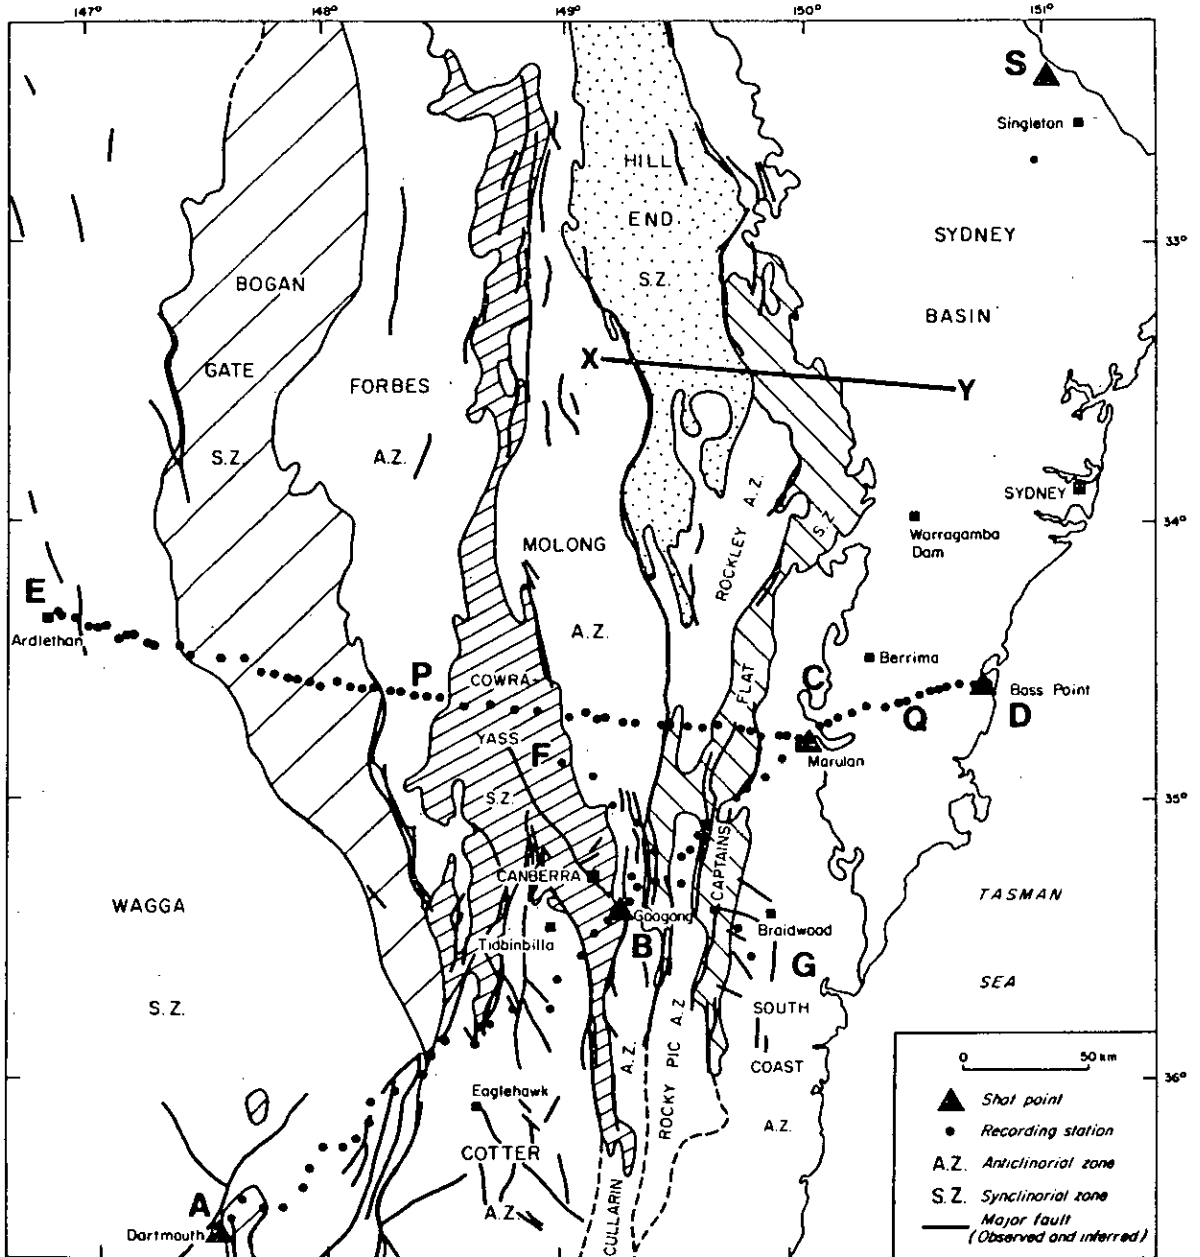 147° 148° 149° 150° 151°
S
Singleton
HILL
END
S.Z.
SYDNEY
BASIN
33°
BOGAN
GATE
S.Z.
FORBES
A.Z.
X
Y
SYDNEY
Warragamba
Dam
34°
MOLONG
A.Z.
ROCKLEY A.Z.
S.Z.
E
Ardlethan
P
COWRA
YASS
S.Z.
F
FLAT
CAPTAINS
C
Berrima
Q
Bass Point
D
Marulan
35°
CANBERRA
Googong
B
Tidbinbilla
Braidwood
G
WAGGA
S.Z.
TASMAN
SEA
SOUTH
COAST
A.Z.
A.Z.
ROCKY PIC A.Z
CULLARIN
Eaglehawk
COTTER
A.Z.
A
Dartmouth
36°
0 50 km
Shot point
Recording station
A.Z. Anticlinorial zone
S.Z. Synclinorial zone
Major fault
(Observed and inferred)